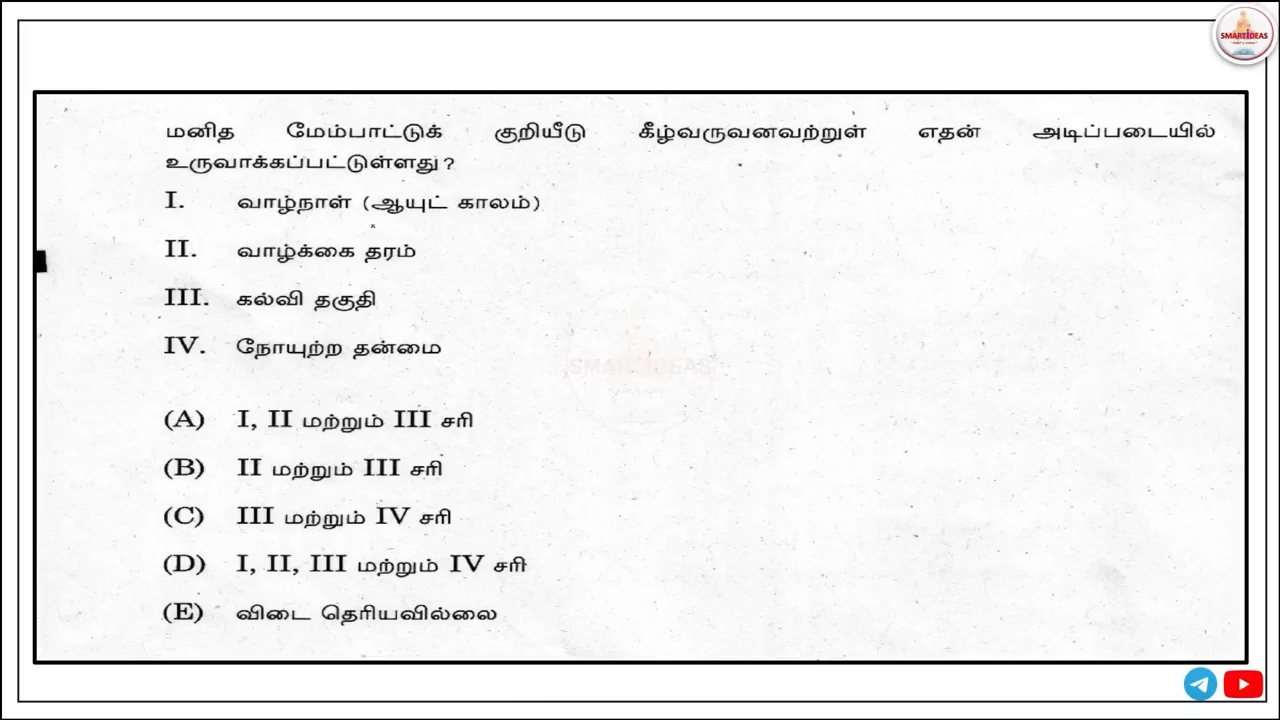 SMARTIDEAS
மனித மேம்பாட்டுக் குறியீடு கீழ்வருவனவற்றுள் எதன் அடிப்படையில்
உருவாக்கப்பட்டுள்ளது?
I. வாழ்நாள் (ஆயுட் காலம்)
II. வாழ்க்கை தரம்
III. கல்வி தகுதி
IV. நோயுற்ற தன்மை
SMARTIDEAS
(A) I, II மற்றும் III சரி
(B) II மற்றும் III சரி
(C) III மற்றும் IV சரி
(D) I, II, III மற்றும் IV சரி
(E) விடை தெரியவில்லை